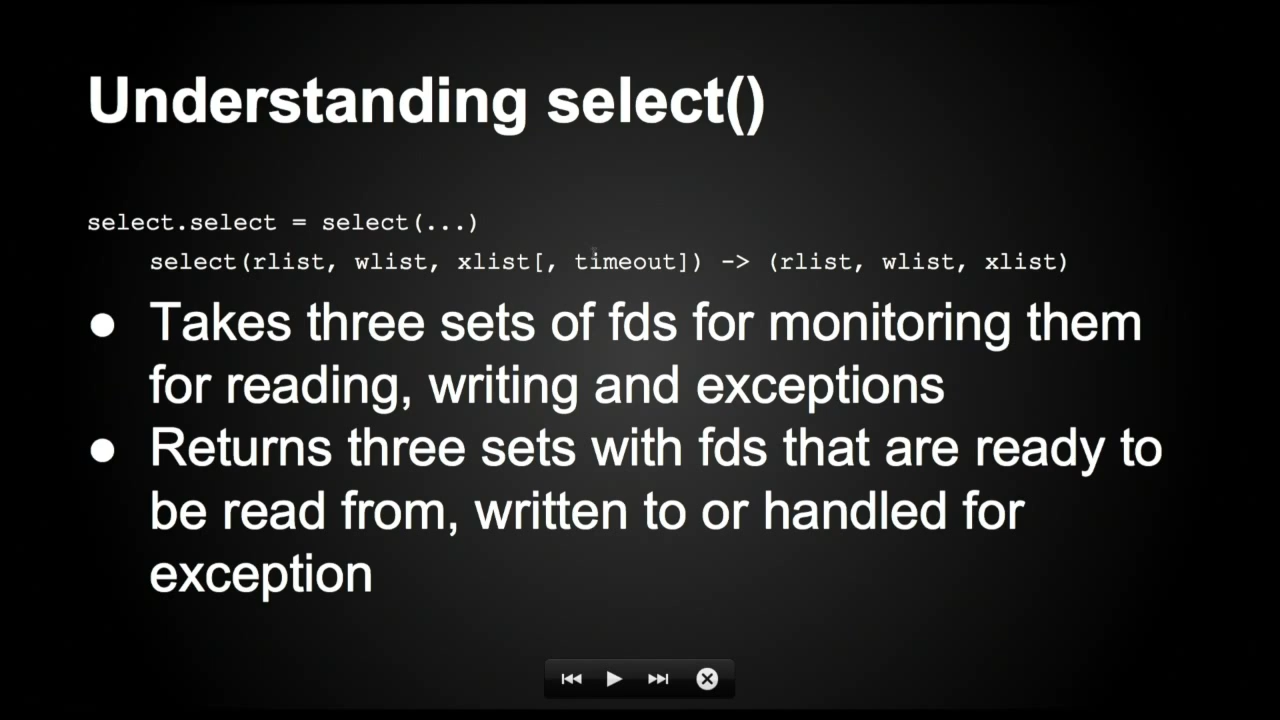 Understanding select()
select.select = select(...)
select(rlist, wlist, xlist[, timeout]) -> (rlist, wlist, xlist)
● Takes three sets of fds for monitoring them
for reading, writing and exceptions
● Returns three sets with fds that are ready to
be read from, written to or handled for
exception